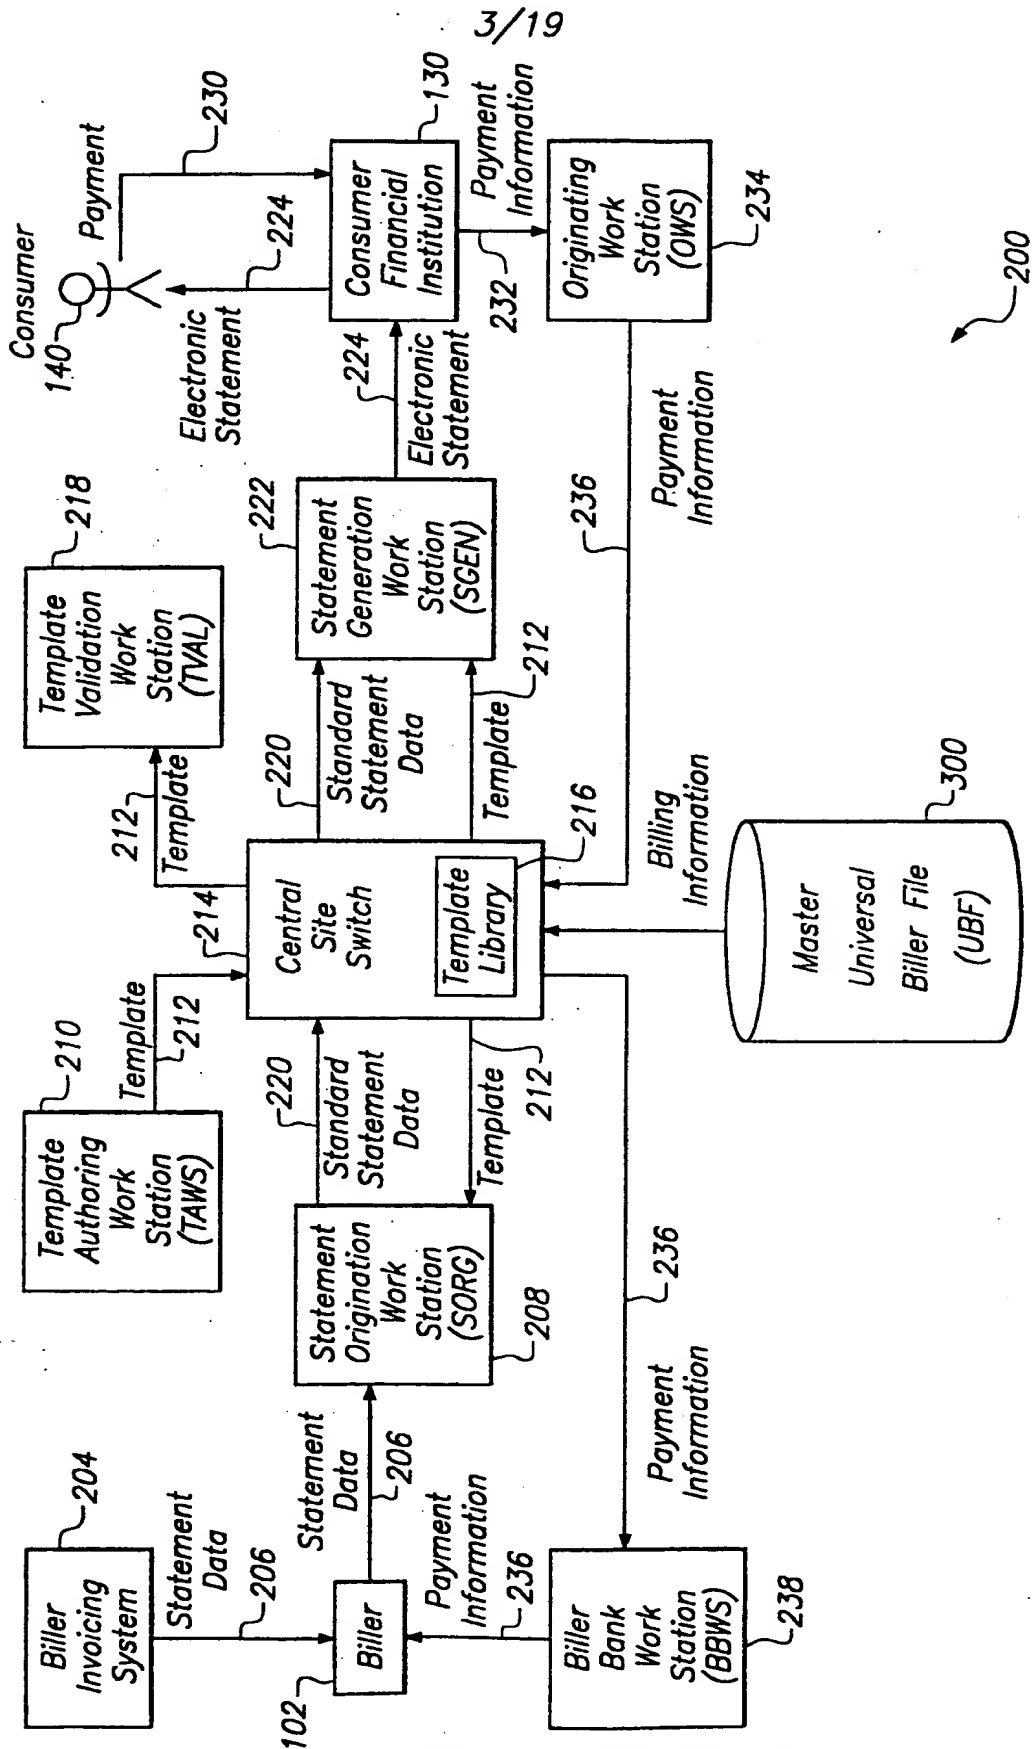 3/19
Biller
Invoicing
System
204
Statement
Data
206
102
Biller
Statement
Data
206
Payment
Information
236
Biller
Bank
Work
Station
(BBWS)
238
Template
Authoring
Work
Station
(TAWS)
210
Template
212
Statement
Origination
Work
Station
(SORG)
208
220
Standard
Statement
Data
Template
212
214
Central
Site
Switch
Template
Library
216
212
Template
Template
Validation
Work
Station
(TVAL)
218
220
Standard
Statement
Data
Template
212
222
Statement
Generation
Work
Station
(SGEN)
224
Electronic
Statement
Consumer
140
Payment
230
Electronic
Statement
224
Consumer
Financial
Institution
130
232
Payment
Information
Originating
Work
Station
(OWS)
234
236
Payment
Information
Payment
Information
236
Billing
Information
300
Master
Universal
Biller File
(UBF)
200